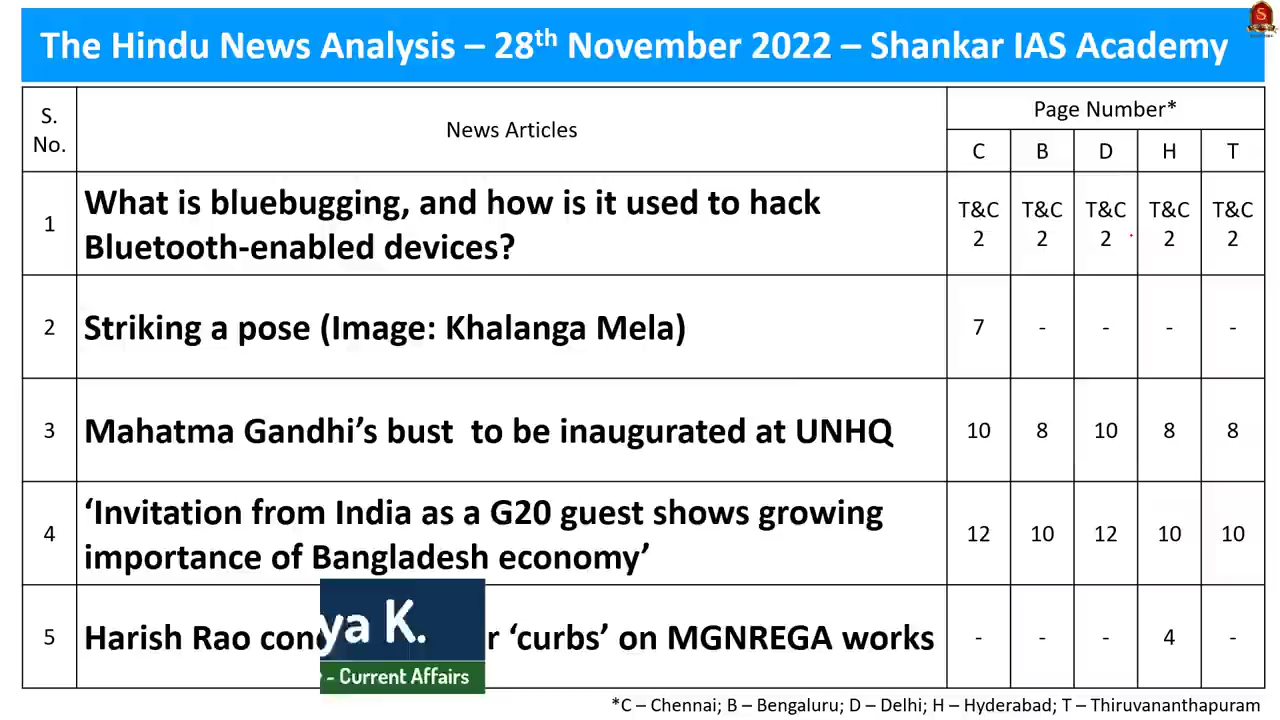 The Hindu News Analysis – 28th November 2022 – Shankar IAS Academy
S. No.
News Articles
Page Number*
C B D H T
1
What is bluebugging, and how is it used to hack
Bluetooth-enabled devices?
T&C 2 T&C 2 T&C 2 T&C 2 T&C 2
2 Striking a pose (Image: Khalanga Mela) 7 - - - -
3 Mahatma Gandhi’s bust to be inaugurated at UNHQ 10 8 10 8 8
4
‘Invitation from India as a G20 guest shows growing
importance of Bangladesh economy’
12 10 12 10 10
5 Harish Rao ‘curbs’ on MGNREGA works - - - 4 -
ya K.
- Current Affairs
*C – Chennai; B – Bengaluru; D – Delhi; H – Hyderabad; T – Thiruvananthapuram